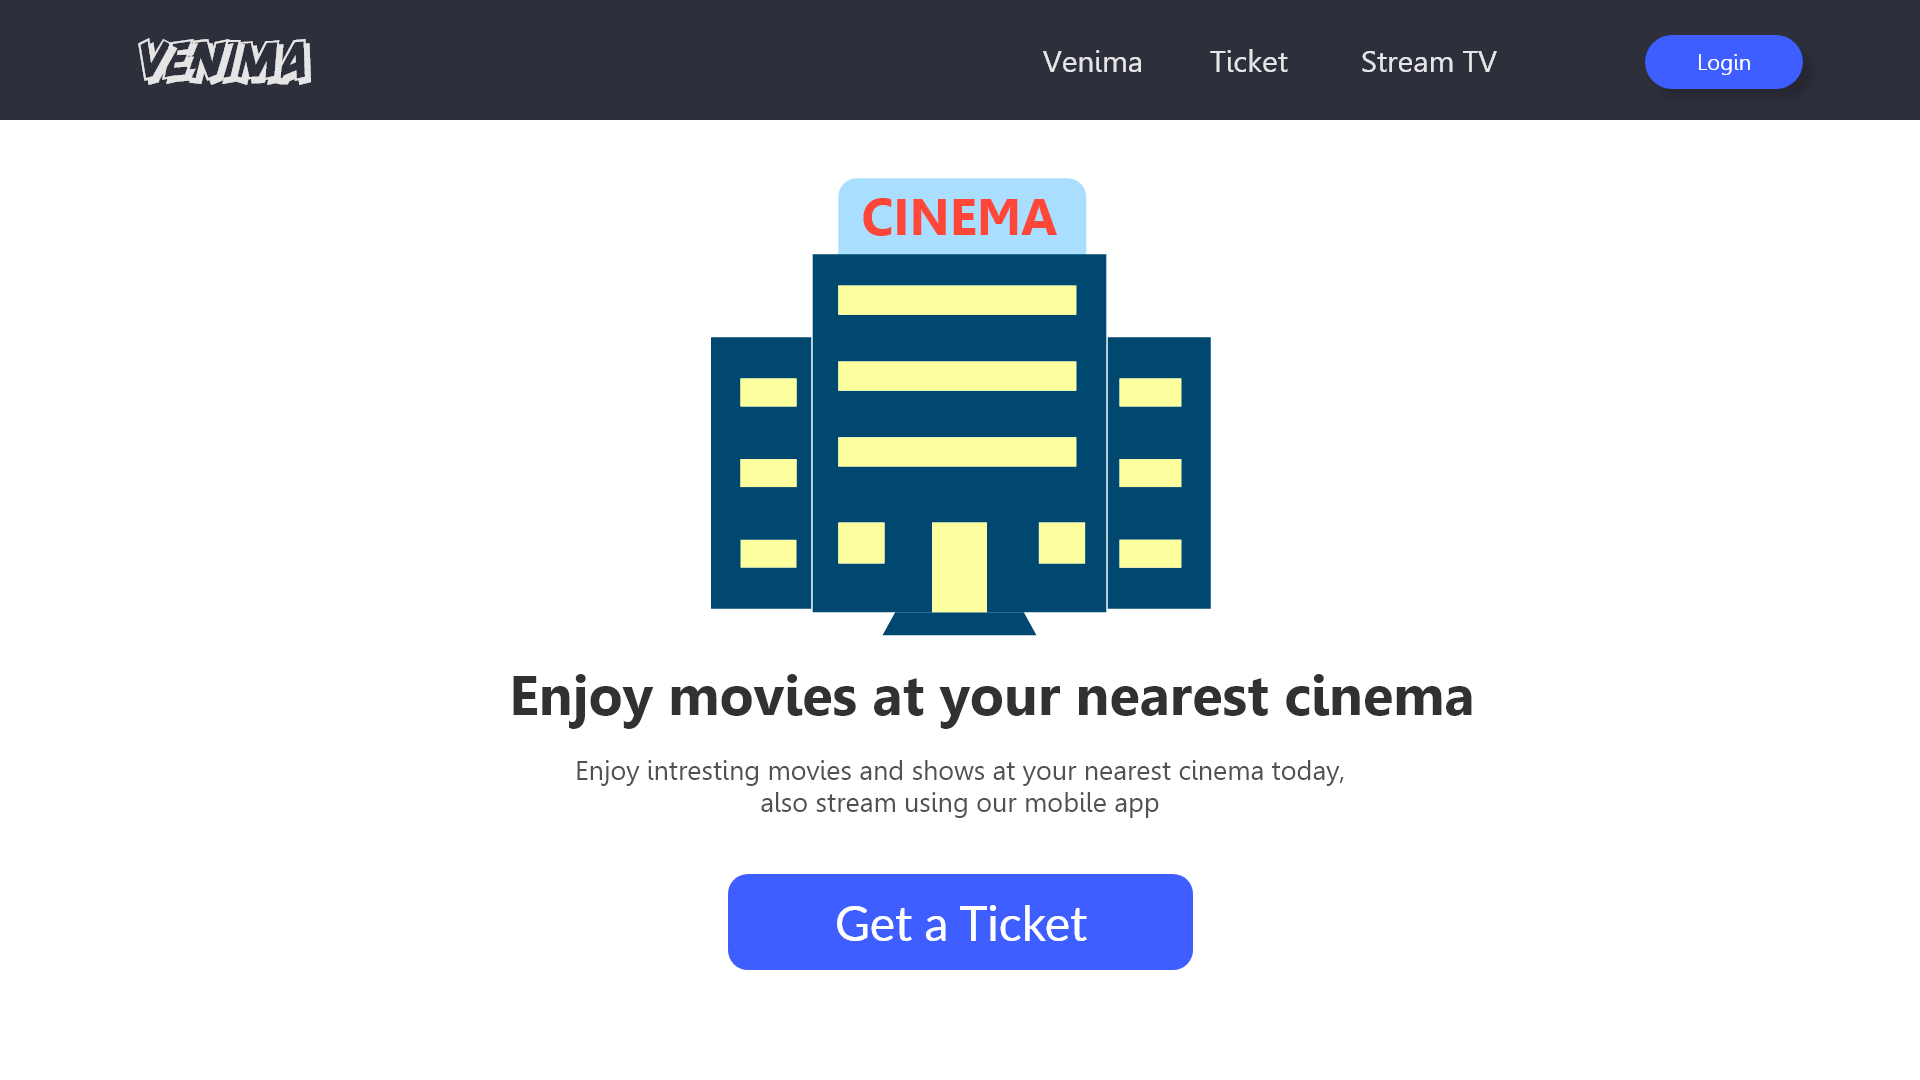 VENIMA
Venima
Ticket
Stream TV
Login
CINEMA
Enjoy movies at your nearest cinema
Enjoy intresting movies and shows at your nearest cinema today,
also stream using our mobile app
Get a Ticket